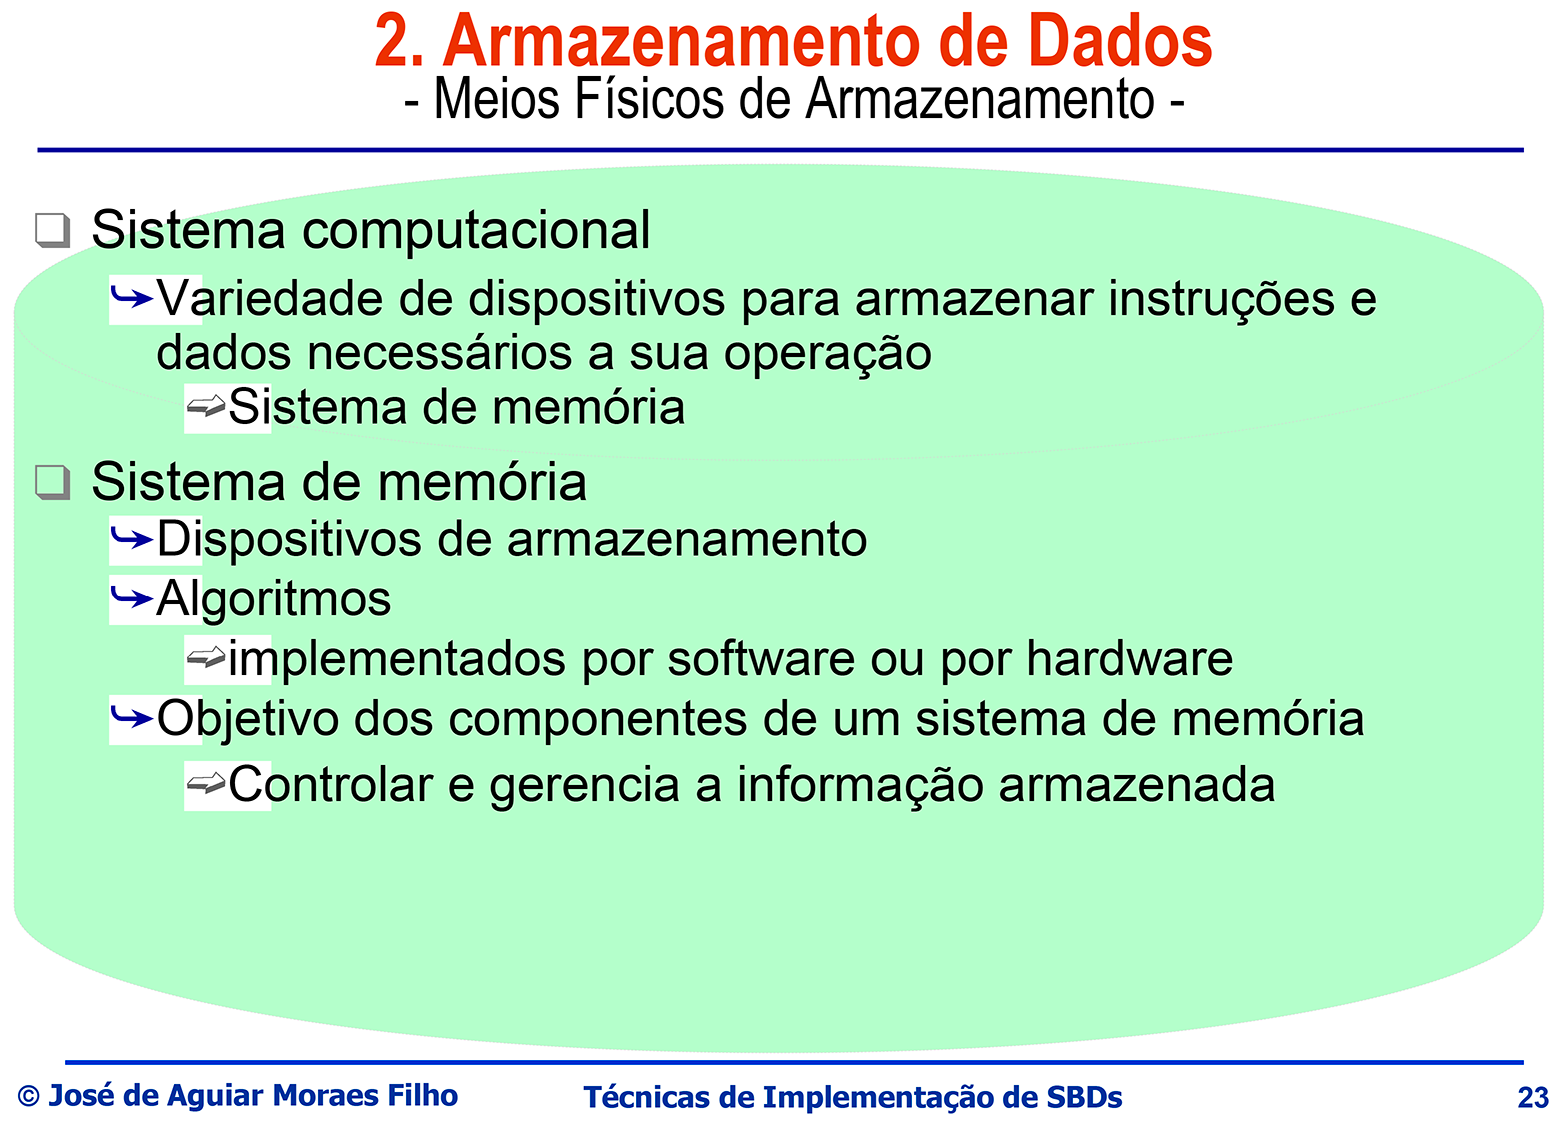 2. Armazenamento de Dados
- Meios Físicos de Armazenamento -
Sistema computacional
Variedade de dispositivos para armazenar instruções e
dados necessários a sua operação
Sistema de memória
Sistema de memória
Dispositivos de armazenamento
Algoritmos
implementados por software ou por hardware
Objetivo dos componentes de um sistema de memória
Controlar e gerencia a informação armazenada
© José de Aguiar Moraes Filho
Técnicas de Implementação de SBDs
23